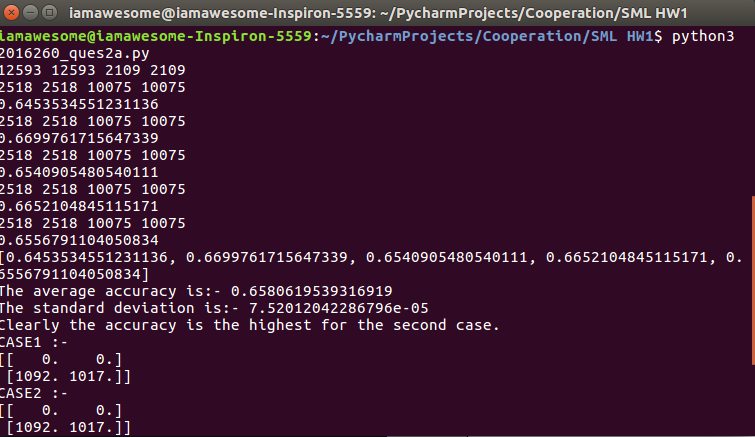 iamawesome@iamawesome-Inspiron-5559: ~/PycharmProjects/Cooperation/SML HW1
iamawesome@iamawesome-Inspiron-5559:~/PycharmProjects/Cooperation/SML HW1$ python3
2016260_ques2a.py
12593 12593 2109 2109
2518 2518 10075 10075
0.6453534551231136
2518 2518 10075 10075
0.6699761715647339
2518 2518 10075 10075
0.6540905480540111
2518 2518 10075 10075
0.6652104845115171
2518 2518 10075 10075
0.6556791104050834
[0.6453534551231136, 0.6699761715647339, 0.6540905480540111, 0.6652104845115171, 0.
6556791104050834]
The average accuracy is:- 0.6580619539316919
The standard deviation is:- 7.52012042286796e-05
Clearly the accuracy is the highest for the second case.
CASE1 :-
[[   0.    0.]
 [1092. 1017.]]
CASE2 :-
[[   0.    0.]
 [1092. 1017.]]